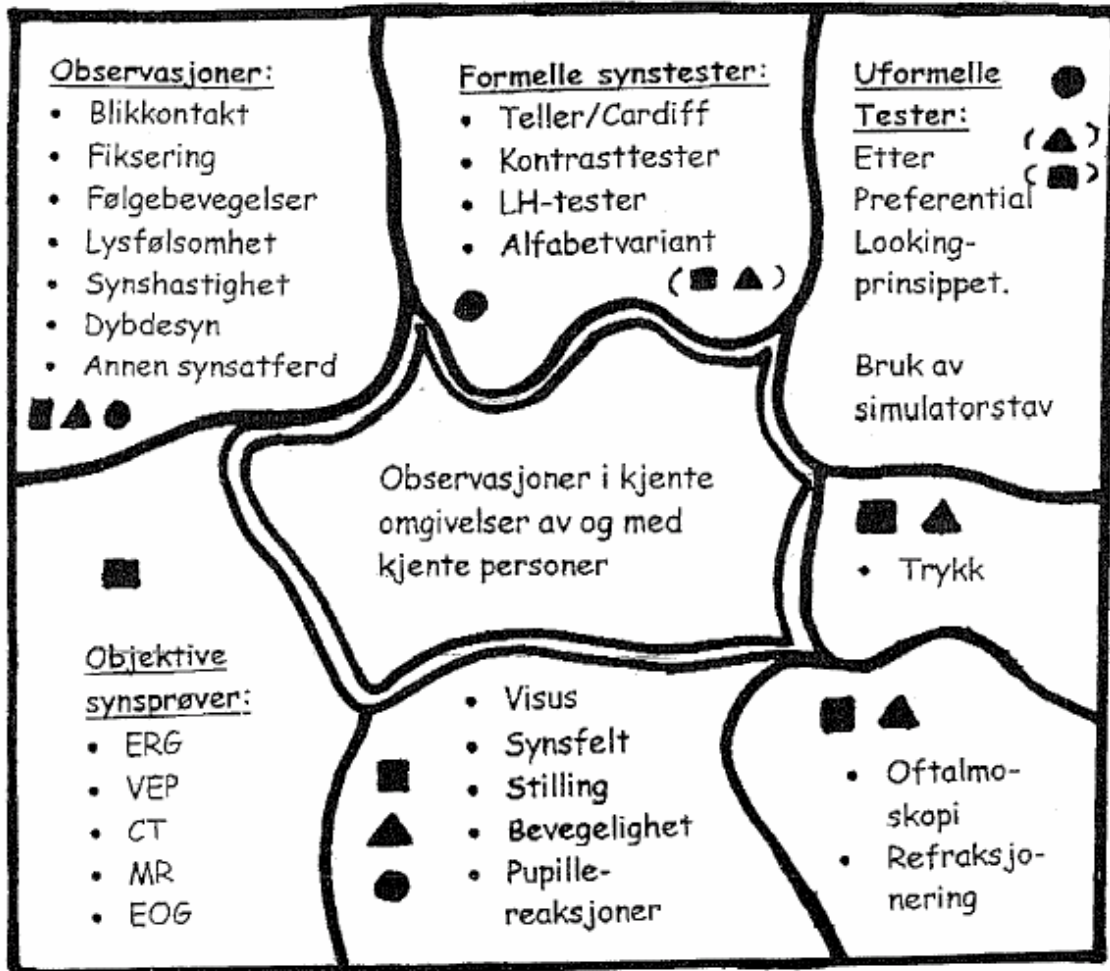 Observasjoner:
• Blikkontakt
• Fiksering
• Følgebevegelser
• Lysfølsomhet
• Synshastighet
• Dybdesyn
• Annen synsatferd
Formelle synstester:
• Teller/Cardiff
• Kontrasttester
• LH-tester
• Alfabetvariant
Uformelle
Tester:
Etter
Preferential
Looking-
prinsippet.
Bruk av
simulatorstav
Observasjoner i kjente
omgivelser av og med
kjente personer
• Trykk
Objektive
synsprøver:
• ERG
• VEP
• CT
• MR
• EOG
• Visus
• Synsfelt
• Stilling
• Bevegelighet
• Pupille-
reaksjoner
• Oftalmo-
skopi
• Refraksjo-
nering